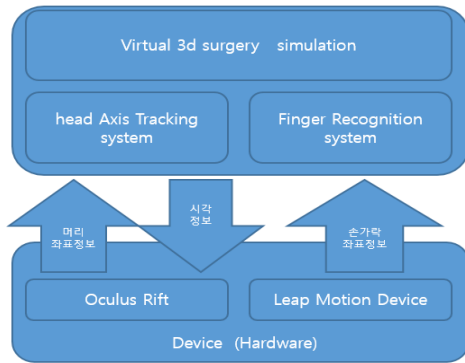 Virtual 3d surgery simulation
head Axis Tracking
system
Finger Recognition
system
머리
좌표정보
시각
정보
손가락
좌표정보
Oculus Rift
Leap Motion Device
Device (Hardware)